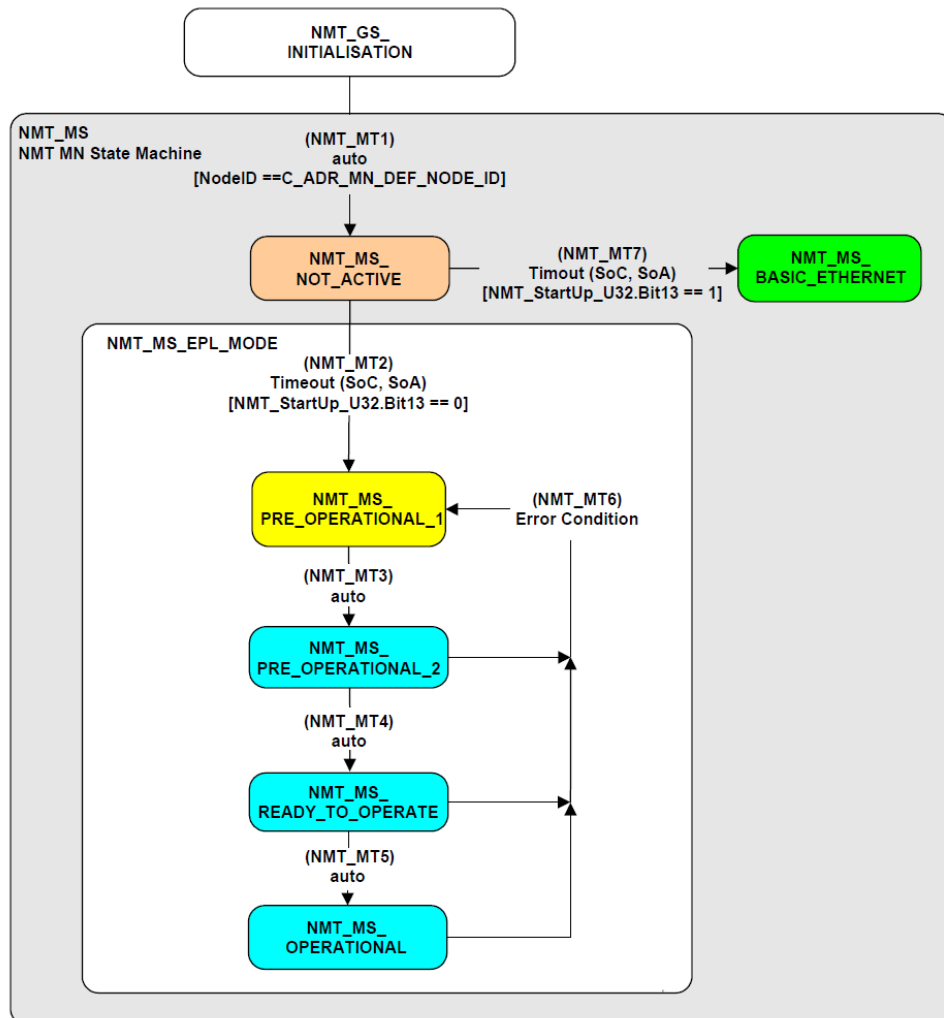 NMT_GS_
INITIALISATION
NMT_MS
NMT MN State Machine
(NMT_MT1)
auto
[NodeID ==C_ADR_MN_DEF_NODE_ID]
NMT_MS_
NOT_ACTIVE
(NMT_MT7)
Timeout (SoC, SoA)
[NMT_StartUp_U32.Bit13 == 1]
NMT_MS_
BASIC_ETHERNET
NMT_MS_EPL_MODE
(NMT_MT2)
Timeout (SoC, SoA)
[NMT_StartUp_U32.Bit13 == 0]
NMT_MS_
PRE_OPERATIONAL_1
(NMT_MT6)
Error Condition
(NMT_MT3)
auto
NMT_MS_
PRE_OPERATIONAL_2
(NMT_MT4)
auto
NMT_MS_
READY_TO_OPERATE
(NMT_MT5)
auto
NMT_MS_
OPERATIONAL